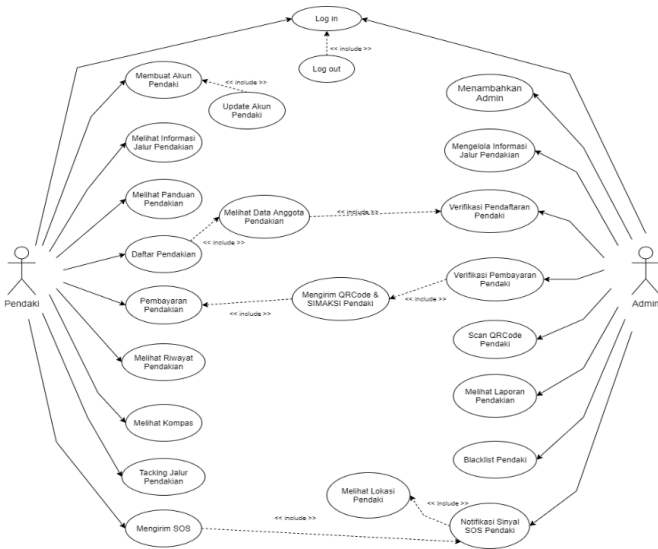 Log in
<< include >>
Log out
Membuat Akun
Pendaki
<< include >>
Update Akun
Pendaki
Menambahkan
Admin
Melihat Informasi
Jalur Pendakian
Mengelola Informasi
Jalur Pendakian
Melihat Panduan
Pendakian
Melihat Data Anggota
Pendakian
<< include >>
Verifikasi Pendaftaran
Pendaki
Daftar Pendakian
<< include >>
Pendaki
Admin
Pembayaran
Pendakian
<< include >>
Mengirim QRCode &
SIMAKSI Pendaki
<< include >>
Verifikasi Pembayaran
Pendaki
Scan QRCode
Pendaki
Melihat Riwayat
Pendakian
Melihat Laporan
Pendakian
Melihat Kompas
Blacklist Pendaki
Tacking Jalur
Pendakian
Melihat Lokasi
Pendaki
<< include >>
Mengirim SOS
<< include >>
Notifikasi Sinyal
SOS Pendaki